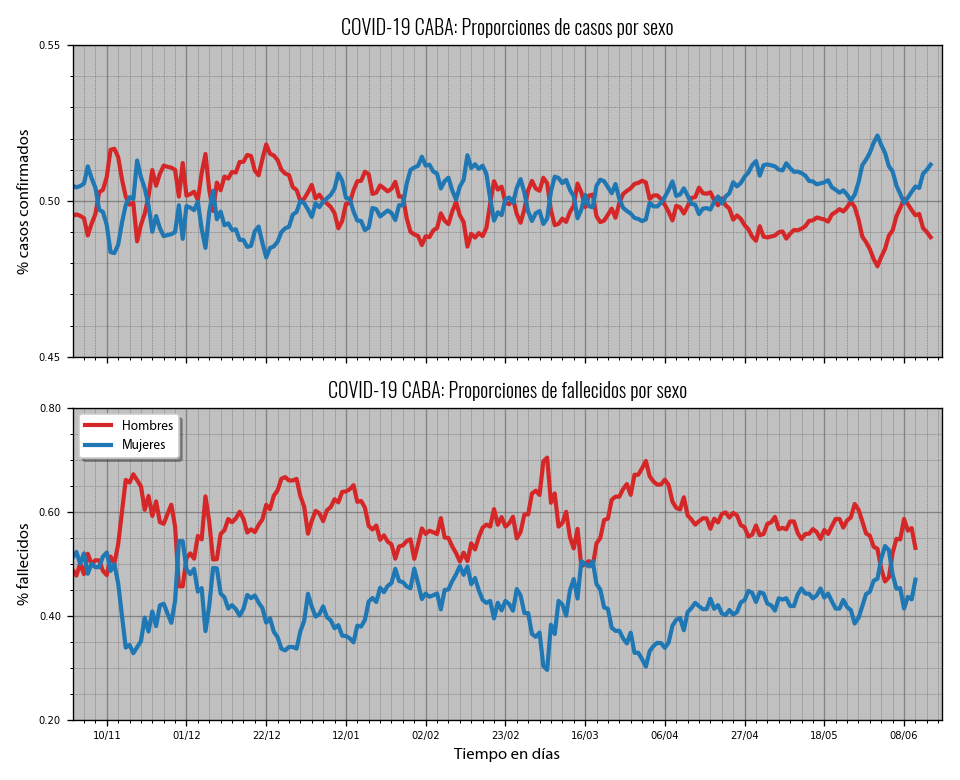 COVID-19 CABA: Proporciones de casos por sexo
0.55
0.50
0.45
% casos confirmados
COVID-19 CABA: Proporciones de fallecidos por sexo
0.80
0.60
0.40
0.20
% fallecidos
Hombres
Mujeres
10/11 01/12 22/12 12/01 02/02 23/02 16/03 06/04 27/04 18/05 08/06
Tiempo en días